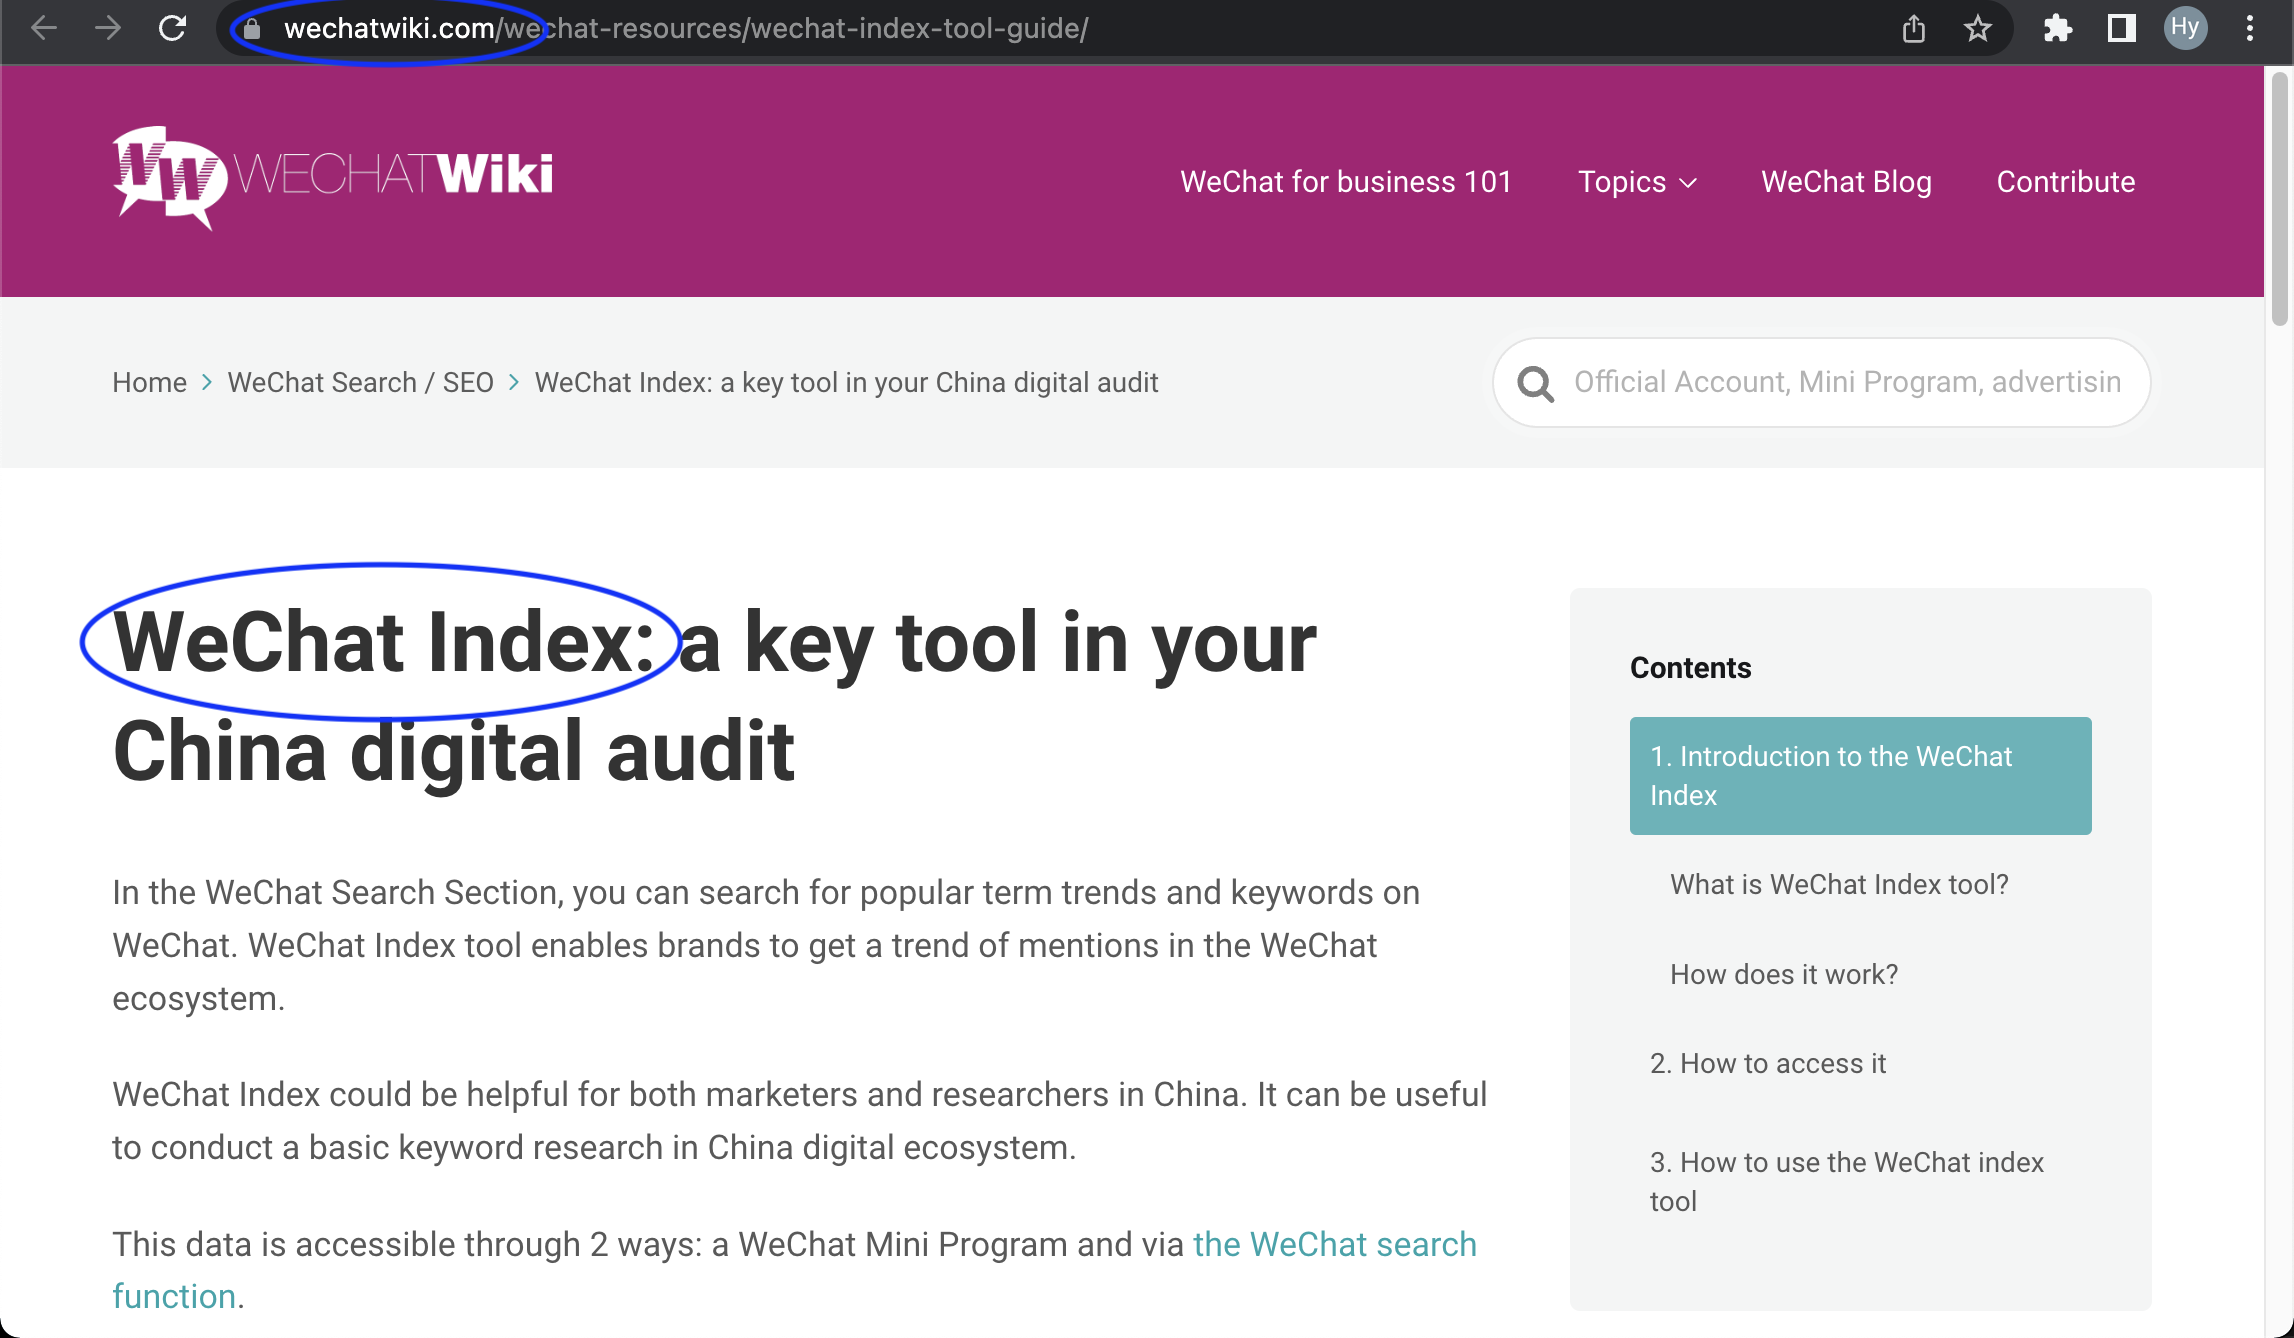 wechatwiki.com/wechat-resources/wechat-index-tool-guide/
Hy
WW WECHATWiki
WeChat for business 101
Topics
WeChat Blog
Contribute
Home > WeChat Search / SEO > WeChat Index: a key tool in your China digital audit
Official Account, Mini Program, advertisin
WeChat Index: a key tool in your
China digital audit
In the WeChat Search Section, you can search for popular term trends and keywords on
WeChat. WeChat Index tool enables brands to get a trend of mentions in the WeChat
ecosystem.
WeChat Index could be helpful for both marketers and researchers in China. It can be useful
to conduct a basic keyword research in China digital ecosystem.
This data is accessible through 2 ways: a WeChat Mini Program and via the WeChat search
function.
Contents
1. Introduction to the WeChat
Index
What is WeChat Index tool?
How does it work?
2. How to access it
3. How to use the WeChat index
tool